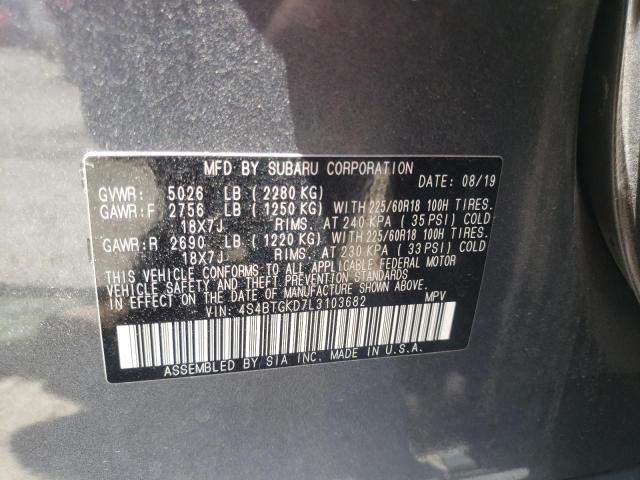 MFD BY SUBARU CORPORATION
DATE: 08/19
GVWR: 5026 LB (2280 KG)
GAWR:F 2756 LB (1250 KG) WITH 225/60R18 100H TIRES.
18X7J RIMS, AT 240 KPA (35 PSI) COLD
GAWR:R 2690 LB (1220 KG) WITH 225/60R18 100H TIRES.
18X7J RIMS, AT 230 KPA (33 PSI) COLD
THIS VEHICLE CONFORMS TO ALL APPLICABLE FEDERAL MOTOR
VEHICLE SAFETY AND THEFT PREVENTION STANDARDS
IN EFFECT ON THE DATE OF MANUFACTURE SHOWN ABOVE.
VIN: 4S4BTGKD7L3103682 MPV
ASSEMBLED BY SIA INC. MADE IN U.S.A.